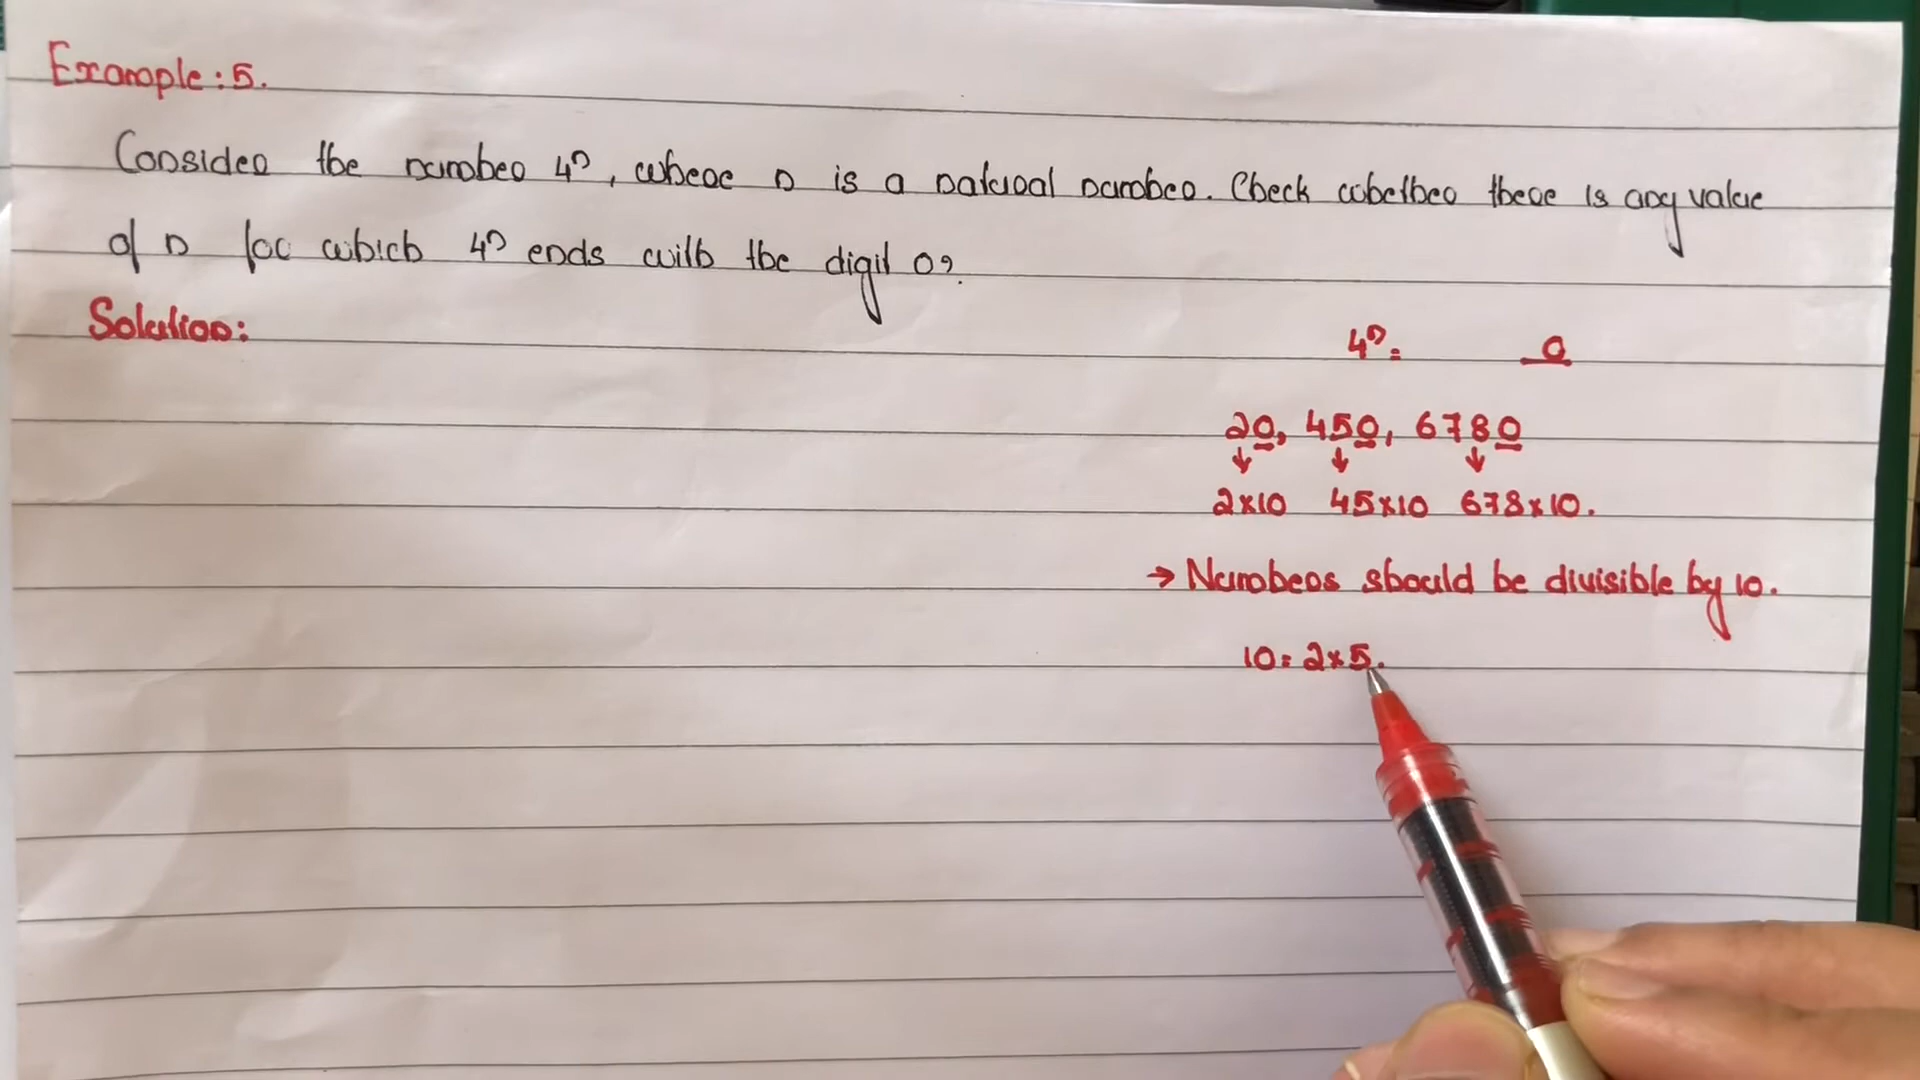 Example: 5.
Consider the number 4ⁿ, where n is a natural number. Check whether there is any value
of n for which 4ⁿ ends with the digit 0?
Solution:
4ⁿ = 0
20, 450, 6780
↓ ↓ ↓
2×10 45×10 678×10.
→ Numbers should be divisible by 10.
10 = 2×5.